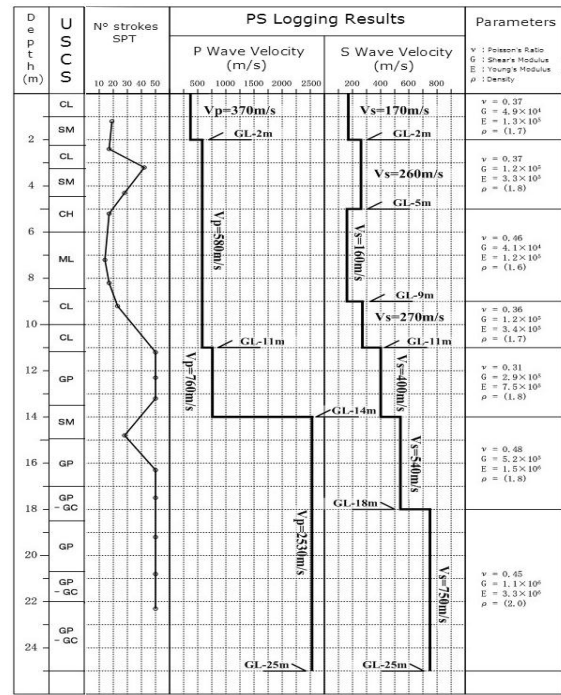 Depth (m)
USCS
N° strokes
SPT
PS Logging Results
P Wave Velocity
(m/s)
S Wave Velocity
(m/s)
Parameters
ν : Poisson's Ratio
G : Shear's Modulus
E : Young's Modulus
ρ : Density
10 20 30 40 50
500 1500 2500
200 400 600 800
2
4
6
8
10
12
14
16
18
20
22
24
CL
SM
CL
SM
CH
ML
CL
CL
GP
SM
GP
GP
-GC
GP
GP
-GC
GP
-GC
Vp=370m/s
GL-2m
Vp=580m/s
GL-11m
Vp=760m/s
GL-14m
Vp=2530m/s
GL-25m
Vs=170m/s
GL-2m
Vs=260m/s
GL-5m
Vs=160m/s
GL-9m
Vs=270m/s
GL-11m
Vs=400m/s
Vs=540m/s
GL-18m
Vs=750m/s
GL-25m
ν = 0.37
G = 4.9×10⁴
E = 1.3×10⁵
ρ = (1.7)
ν = 0.37
G = 1.2×10⁵
E = 3.3×10⁵
ρ = (1.8)
ν = 0.46
G = 4.1×10⁴
E = 1.2×10⁵
ρ = (1.6)
ν = 0.36
G = 1.2×10⁵
E = 3.4×10⁵
ρ = (1.7)
ν = 0.31
G = 2.9×10⁵
E = 7.5×10⁵
ρ = (1.8)
ν = 0.48
G = 5.2×10⁵
E = 1.5×10⁶
ρ = (1.8)
ν = 0.45
G = 1.1×10⁶
E = 3.3×10⁶
ρ = (2.0)